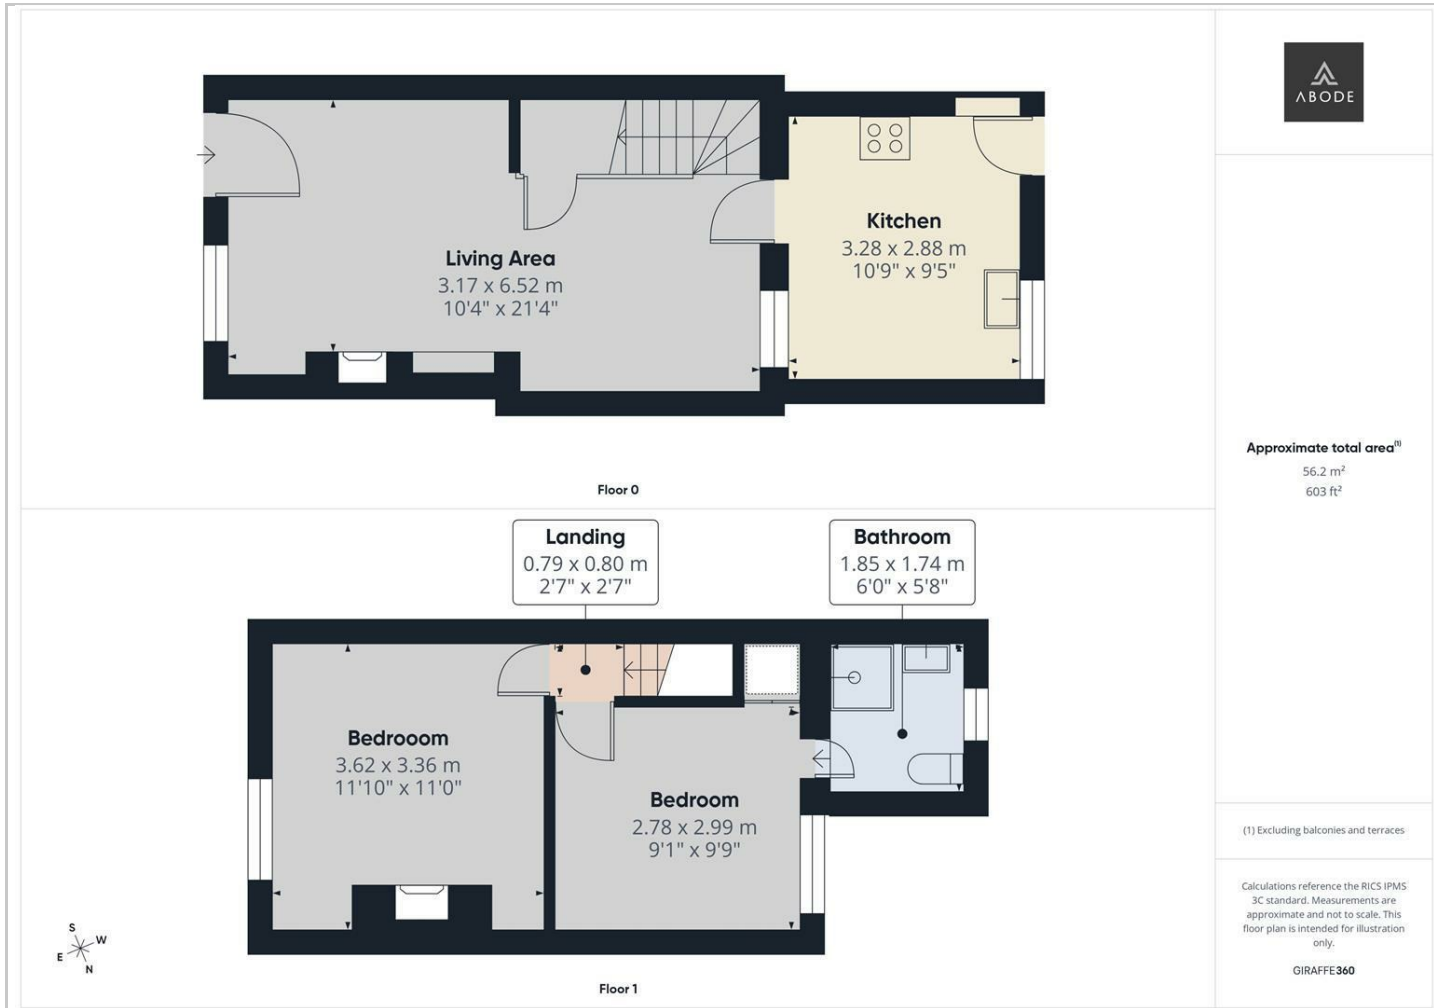 Living Area
3.17 x 6.52 m
10'4" x 21'4"
Kitchen
3.28 x 2.88 m
10'9" x 9'5"
Floor 0
Landing
0.79 x 0.80 m
2'7" x 2'7"
Bathroom
1.85 x 1.74 m
6'0" x 5'8"
Bedrooom
3.62 x 3.36 m
11'10" x 11'0"
Bedroom
2.78 x 2.99 m
9'1" x 9'9"
S
W
E
N
Floor 1
ABODE
Approximate total area(1)
56.2 m²
603 ft²
(1) Excluding balconies and terraces
Calculations reference the RICS IPMS
3C standard. Measurements are
approximate and not to scale. This
floor plan is intended for illustration
only.
GIRAFFE360